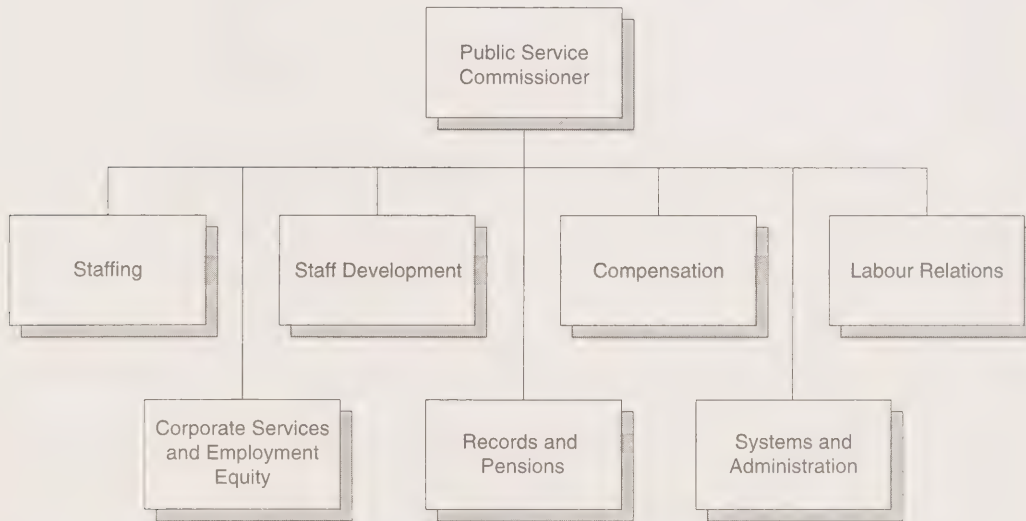 Public Service
Commissioner
Staffing
Staff Development
Compensation
Labour Relations
Corporate Services
and Employment
Equity
Records and
Pensions
Systems and
Administration